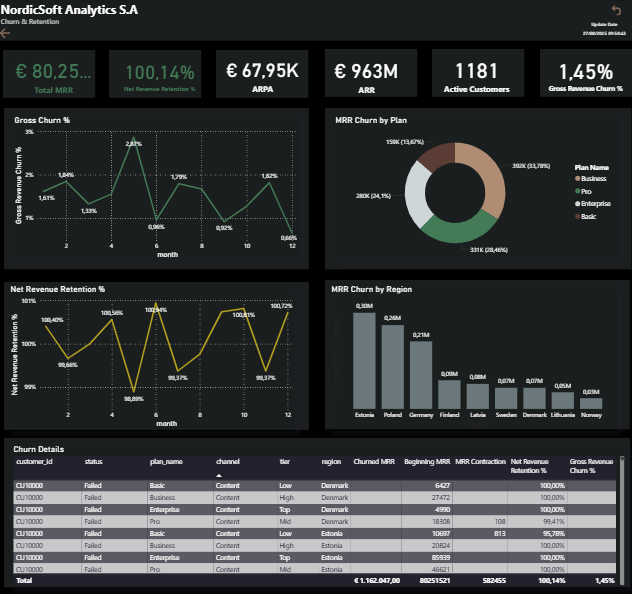 NordicSoft Analytics S.A
Churn & Retention
Update Date
27/08/2025 09:50:43
€ 80,25...
Total MRR
100,14%
Net Revenue Retention %
€ 67,95K
ARPA
€ 963M
ARR
1181
Active Customers
1,45%
Gross Revenue Churn %
Gross Churn %
Gross Revenue Churn %
3%
2%
1%
1,61%
1,84%
1,33%
2,87%
0,96%
1,79%
0,92%
1,82%
0,66%
2 4 6 8 10 12
month
MRR Churn by Plan
159K (13,67%)
392K (33,78%)
280K (24,1%)
331K (28,46%)
Plan Name
Business
Pro
Enterprise
Basic
Net Revenue Retention %
Net Revenue Retention %
101%
100%
99%
100,40%
99,66%
100,56%
98,89%
100,94%
99,37%
100,81%
99,37%
100,72%
2 4 6 8 10 12
month
MRR Churn by Region
0,30M 0,26M 0,21M 0,09M 0,08M 0,07M 0,07M 0,05M 0,03M
Estonia Poland Germany Finland Latvia Sweden Denmark Lithuania Norway
Churn Details
customer_id status plan_name channel tier region Churned MRR Beginning MRR MRR Contraction Net Revenue Retention % Gross Revenue Churn %
CU10000 Failed Basic Content Low Denmark 6427 100,00%
CU10000 Failed Business Content High Denmark 27472 100,00%
CU10000 Failed Enterprise Content Top Denmark 4990 100,00%
CU10000 Failed Pro Content Mid Denmark 18308 108 99,41%
CU10000 Failed Basic Content Low Estonia 10697 813 95,78%
CU10000 Failed Business Content High Estonia 20824 100,00%
CU10000 Failed Enterprise Content Top Estonia 85939 100,00%
CU10000 Failed Pro Content Mid Estonia 46621 100,00%
Total € 1.162.047,00 80251521 582455 100,14% 1,45%